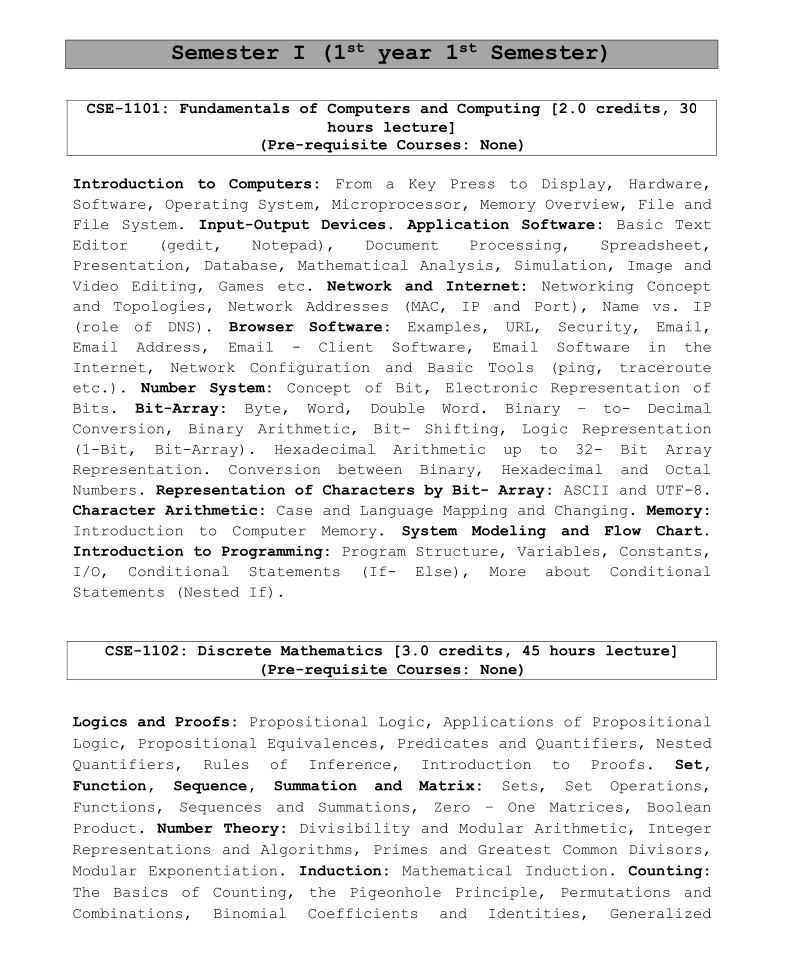 Semester I (1st year 1st Semester)
CSE-1101: Fundamentals of Computers and Computing [2.0 credits, 30
hours lecture]
(Pre-requisite Courses: None)
Introduction to Computers: From a Key Press to Display, Hardware,
Software, Operating System, Microprocessor, Memory Overview, File and
File System. Input-Output Devices. Application Software: Basic Text
Editor (gedit, Notepad), Document Processing, Spreadsheet,
Presentation, Database, Mathematical Analysis, Simulation, Image and
Video Editing, Games etc. Network and Internet: Networking Concept
and Topologies, Network Addresses (MAC, IP and Port), Name vs. IP
(role of DNS). Browser Software: Examples, URL, Security, Email,
Email Address, Email - Client Software, Email Software in the
Internet, Network Configuration and Basic Tools (ping, traceroute
etc.). Number System: Concept of Bit, Electronic Representation of
Bits. Bit-Array: Byte, Word, Double Word. Binary – to- Decimal
Conversion, Binary Arithmetic, Bit- Shifting, Logic Representation
(1-Bit, Bit-Array). Hexadecimal Arithmetic up to 32- Bit Array
Representation. Conversion between Binary, Hexadecimal and Octal
Numbers. Representation of Characters by Bit- Array: ASCII and UTF-8.
Character Arithmetic: Case and Language Mapping and Changing. Memory:
Introduction to Computer Memory. System Modeling and Flow Chart.
Introduction to Programming: Program Structure, Variables, Constants,
I/O, Conditional Statements (If- Else), More about Conditional
Statements (Nested If).
CSE-1102: Discrete Mathematics [3.0 credits, 45 hours lecture]
(Pre-requisite Courses: None)
Logics and Proofs: Propositional Logic, Applications of Propositional
Logic, Propositional Equivalences, Predicates and Quantifiers, Nested
Quantifiers, Rules of Inference, Introduction to Proofs. Set,
Function, Sequence, Summation and Matrix: Sets, Set Operations,
Functions, Sequences and Summations, Zero – One Matrices, Boolean
Product. Number Theory: Divisibility and Modular Arithmetic, Integer
Representations and Algorithms, Primes and Greatest Common Divisors,
Modular Exponentiation. Induction: Mathematical Induction. Counting:
The Basics of Counting, the Pigeonhole Principle, Permutations and
Combinations, Binomial Coefficients and Identities, Generalized